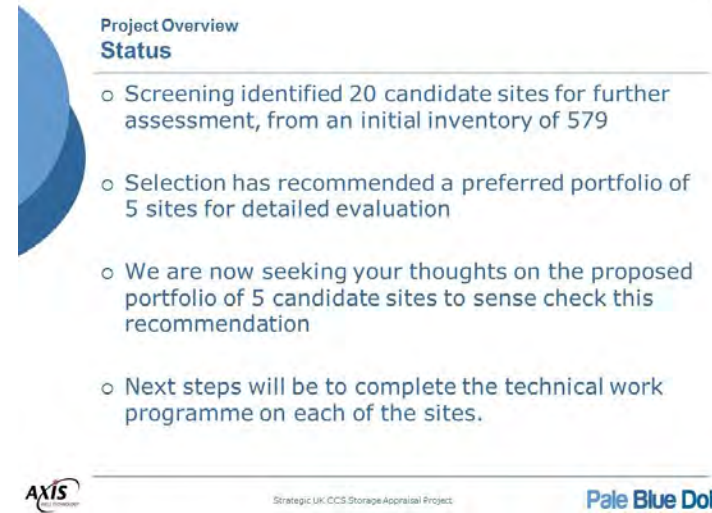 Project Overview
Status
o Screening identified 20 candidate sites for further
assessment, from an initial inventory of 579
o Selection has recommended a preferred portfolio of
5 sites for detailed evaluation
o We are now seeking your thoughts on the proposed
portfolio of 5 candidate sites to sense check this
recommendation
o Next steps will be to complete the technical work
programme on each of the sites.
AXIS
WELL TECHNOLOGY
Strategic UK CCS Storage Appraisal Project
Pale Blue Dot